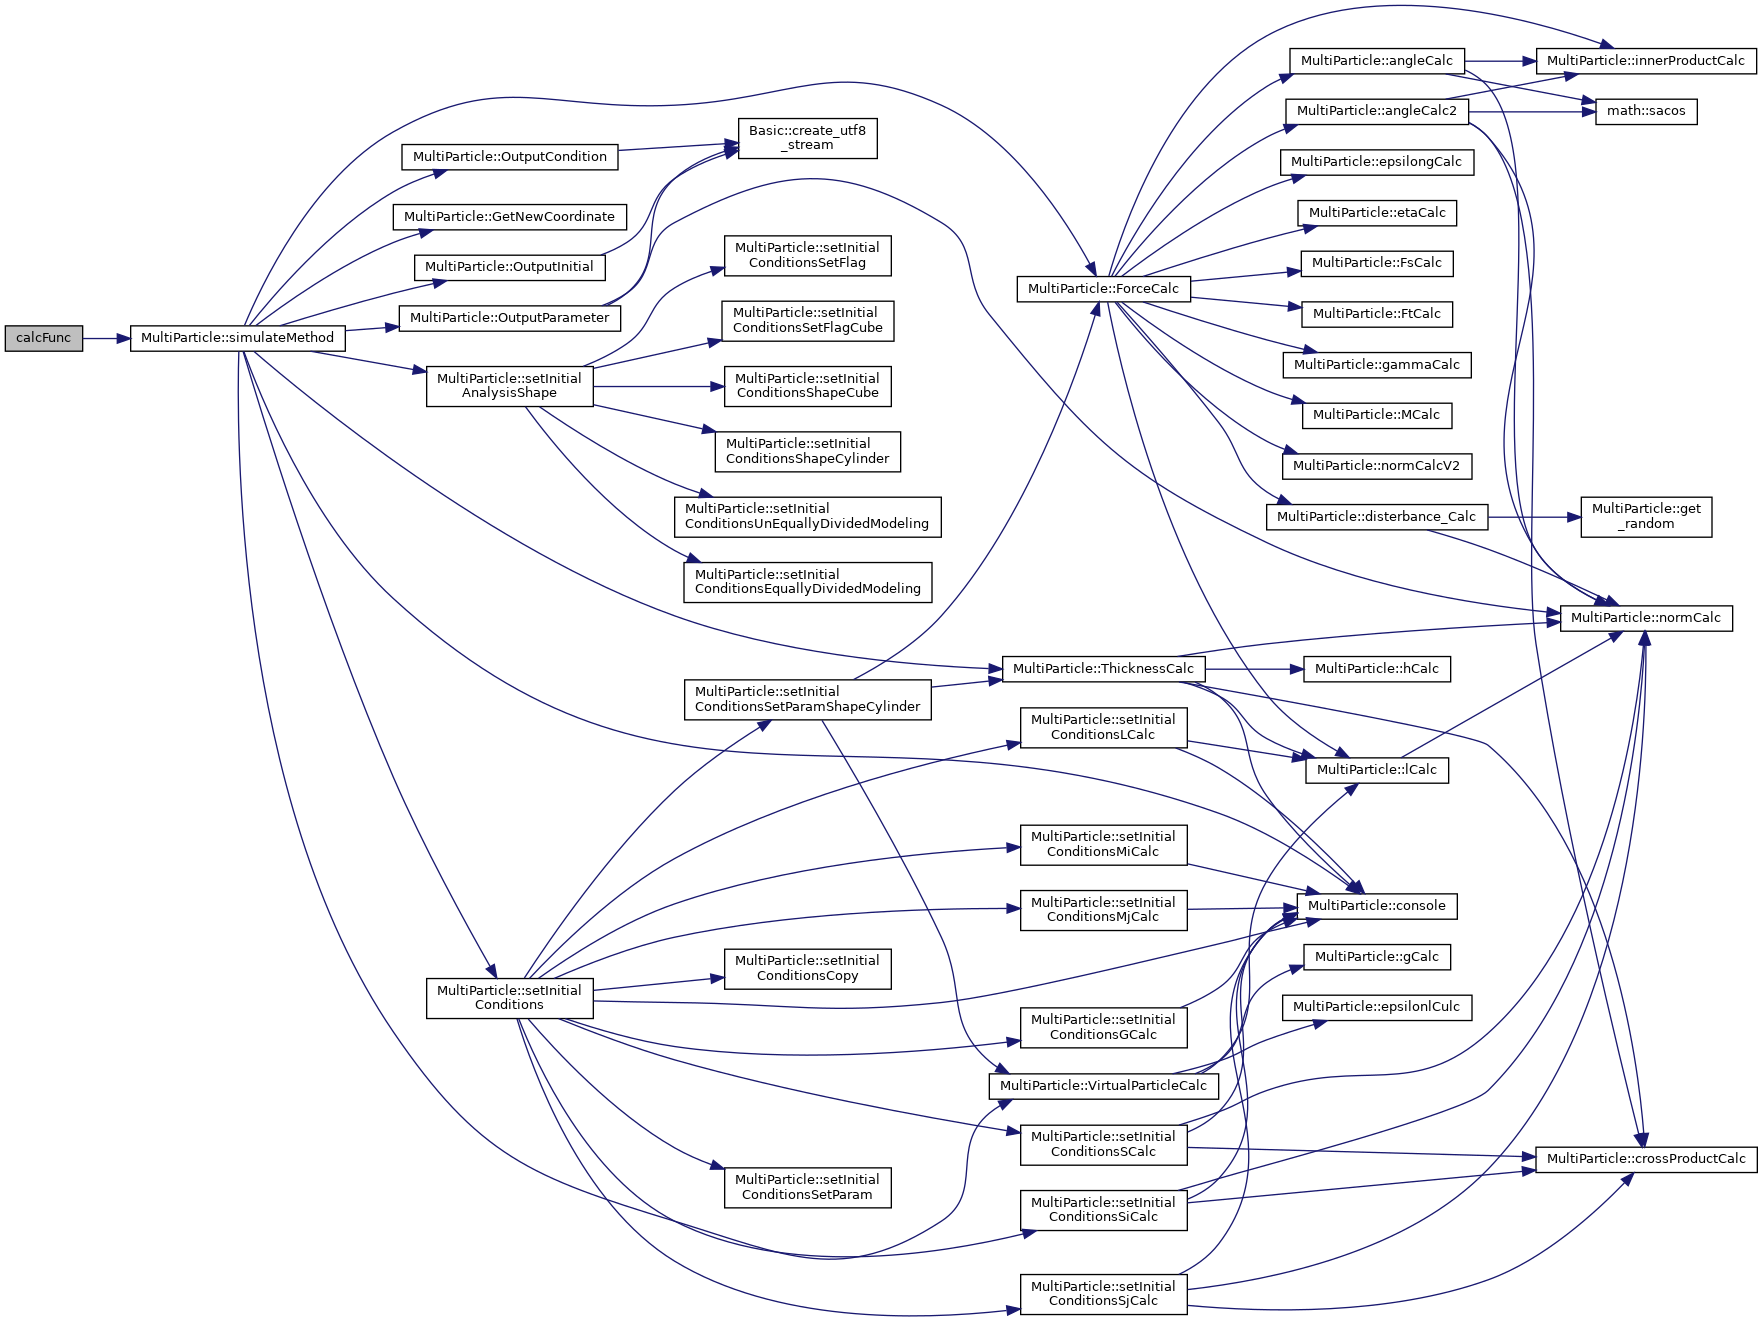 calcFunc
MultiParticle::simulateMethod
MultiParticle::OutputCondition
MultiParticle::GetNewCoordinate
MultiParticle::OutputInitial
MultiParticle::OutputParameter
MultiParticle::setInitial
AnalysisShape
MultiParticle::setInitial
Conditions
Basic::create_utf8
_stream
MultiParticle::setInitial
ConditionsSetFlag
MultiParticle::setInitial
ConditionsSetFlagCube
MultiParticle::setInitial
ConditionsShapeCube
MultiParticle::setInitial
ConditionsShapeCylinder
MultiParticle::setInitial
ConditionsUnEquallyDividedModeling
MultiParticle::setInitial
ConditionsEquallyDividedModeling
MultiParticle::setInitial
ConditionsSetParamShapeCylinder
MultiParticle::setInitial
ConditionsCopy
MultiParticle::setInitial
ConditionsSetParam
MultiParticle::ForceCalc
MultiParticle::ThicknessCalc
MultiParticle::setInitial
ConditionsLCalc
MultiParticle::setInitial
ConditionsMiCalc
MultiParticle::setInitial
ConditionsMjCalc
MultiParticle::setInitial
ConditionsGCalc
MultiParticle::VirtualParticleCalc
MultiParticle::setInitial
ConditionsSCalc
MultiParticle::setInitial
ConditionsSiCalc
MultiParticle::setInitial
ConditionsSjCalc
MultiParticle::angleCalc
MultiParticle::angleCalc2
MultiParticle::epsilongCalc
MultiParticle::etaCalc
MultiParticle::FsCalc
MultiParticle::FtCalc
MultiParticle::gammaCalc
MultiParticle::MCalc
MultiParticle::normCalcV2
MultiParticle::disterbance_Calc
MultiParticle::hCalc
MultiParticle::lCalc
MultiParticle::console
MultiParticle::gCalc
MultiParticle::epsilonlCulc
MultiParticle::innerProductCalc
math::sacos
MultiParticle::get
_random
MultiParticle::normCalc
MultiParticle::crossProductCalc